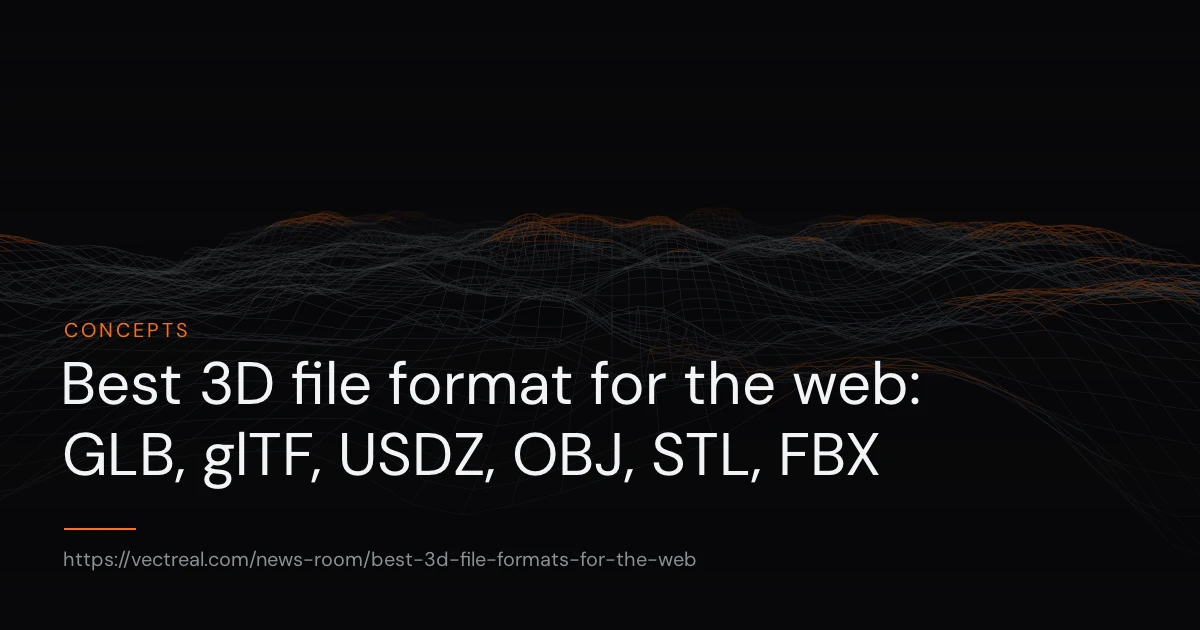 CONCEPTS
Best 3D file format for the web:
GLB, glTF, USDZ, OBJ, STL, FBX
https://vectreal.com/news-room/best-3d-file-formats-for-the-web